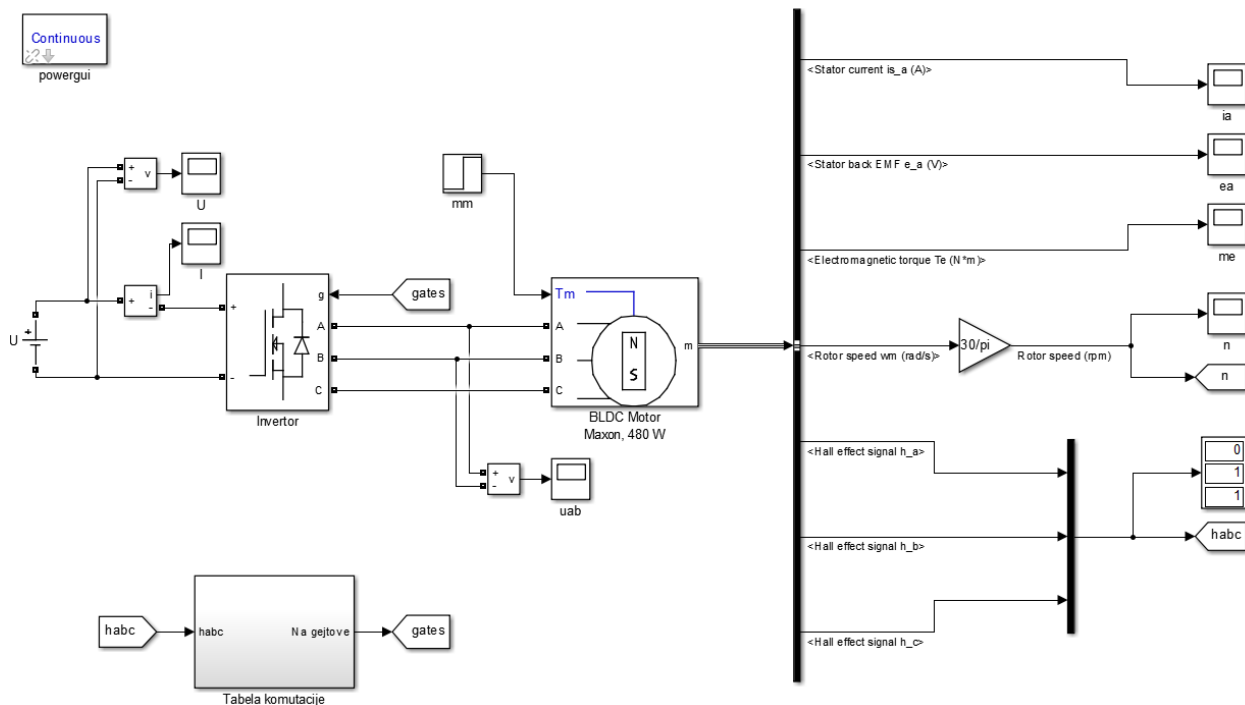 Continuous
powergui
<Stator current is_a (A)>
ia
+
-
v
U
<Stator back EMF e_a (V)>
ea
mm
I
<Electromagnetic torque Te (N*m)>
me
+
i
-
U
+
+
-
g
A
B
C
Invertor
gates
Tm
A
B
C
N
S
m
BLDC Motor
Maxon, 480 W
<Rotor speed wm (rad/s)>
30/pi
Rotor speed (rpm)
n
n
+
-
v
uab
<Hall effect signal h_a>
0
1
1
<Hall effect signal h_b>
habc
<Hall effect signal h_c>
habc
habc
Na gejtove
gates
Tabela komutacije